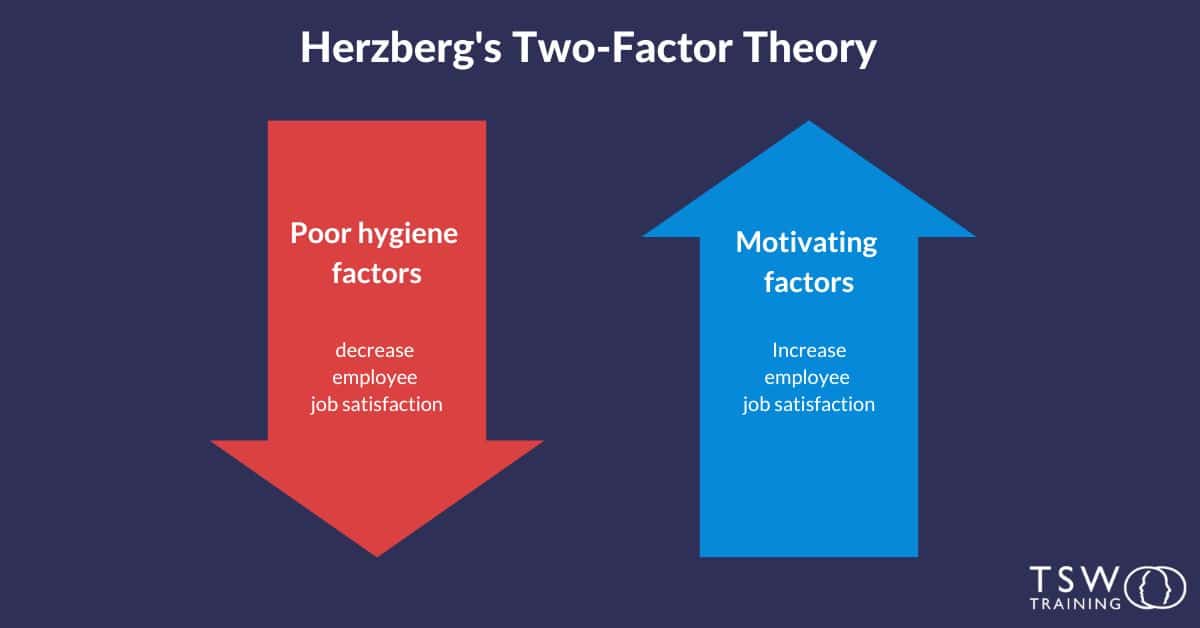 Herzberg's Two-Factor Theory
Poor hygiene
factors
decrease
employee
job satisfaction
Motivating
factors
Increase
employee
job satisfaction
TSW
TRAINING